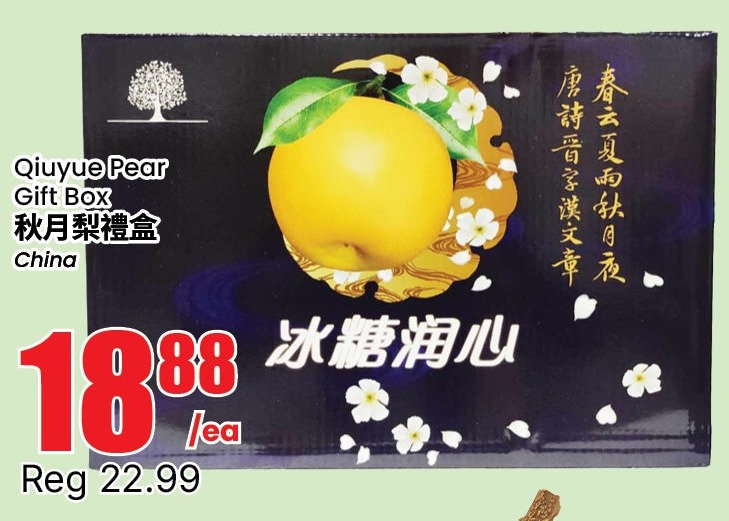 Qiuyue Pear
Gift Box
秋月梨禮盒
China
18 88 /ea
Reg 22.99
春云夏雨秋月夜
唐詩晋字漢文章
冰糖润心